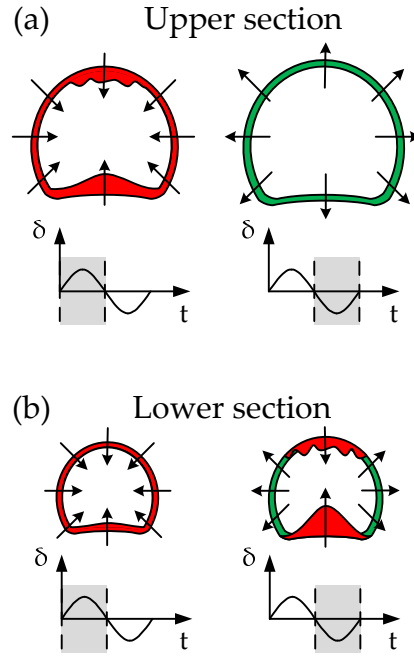 (a) Upper section
δ δ
t t
(b) Lower section
δ δ
t t